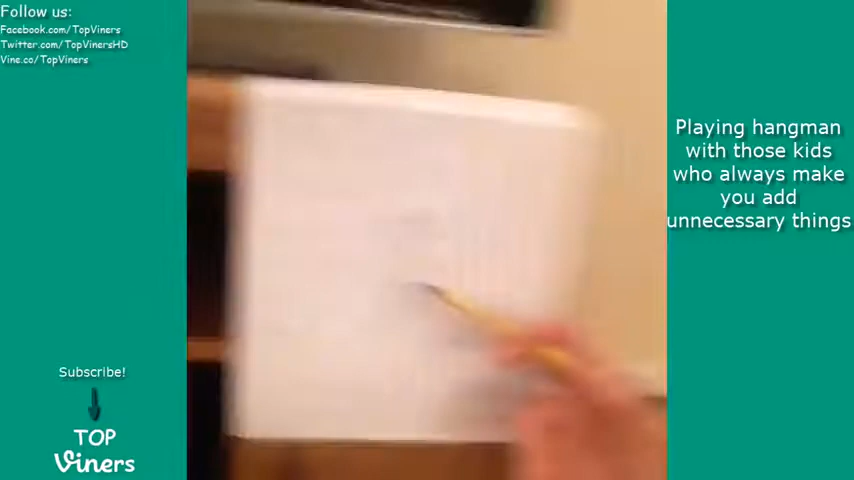 Follow us:
Facebook.com/TopViners
Twitter.com/TopVinersHD
Vine.co/TopViners
Playing hangman
with those kids
who always make
you add
unnecessary things
Subscribe!
TOP
Viners